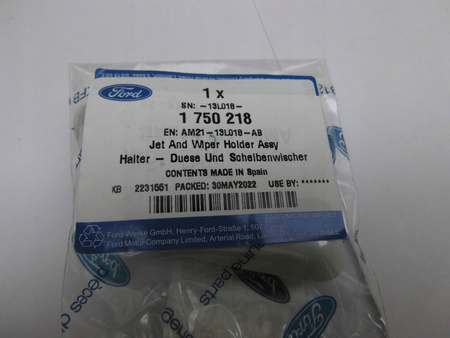 Ford
1 x
SN: -13L018-
1 750 218
EN: AM21-13L018-AB
Jet And Wiper Holder Assy
Halter - Duese Und Scheibenwischer
CONTENTS MADE IN Spain
KB 2231551 PACKED: 30MAY2022 USE BY: *******
Ford-Werke GmbH, Henry-Ford-Straße 1,
Ford Motor Company Limited, Arterial Road,
Ford